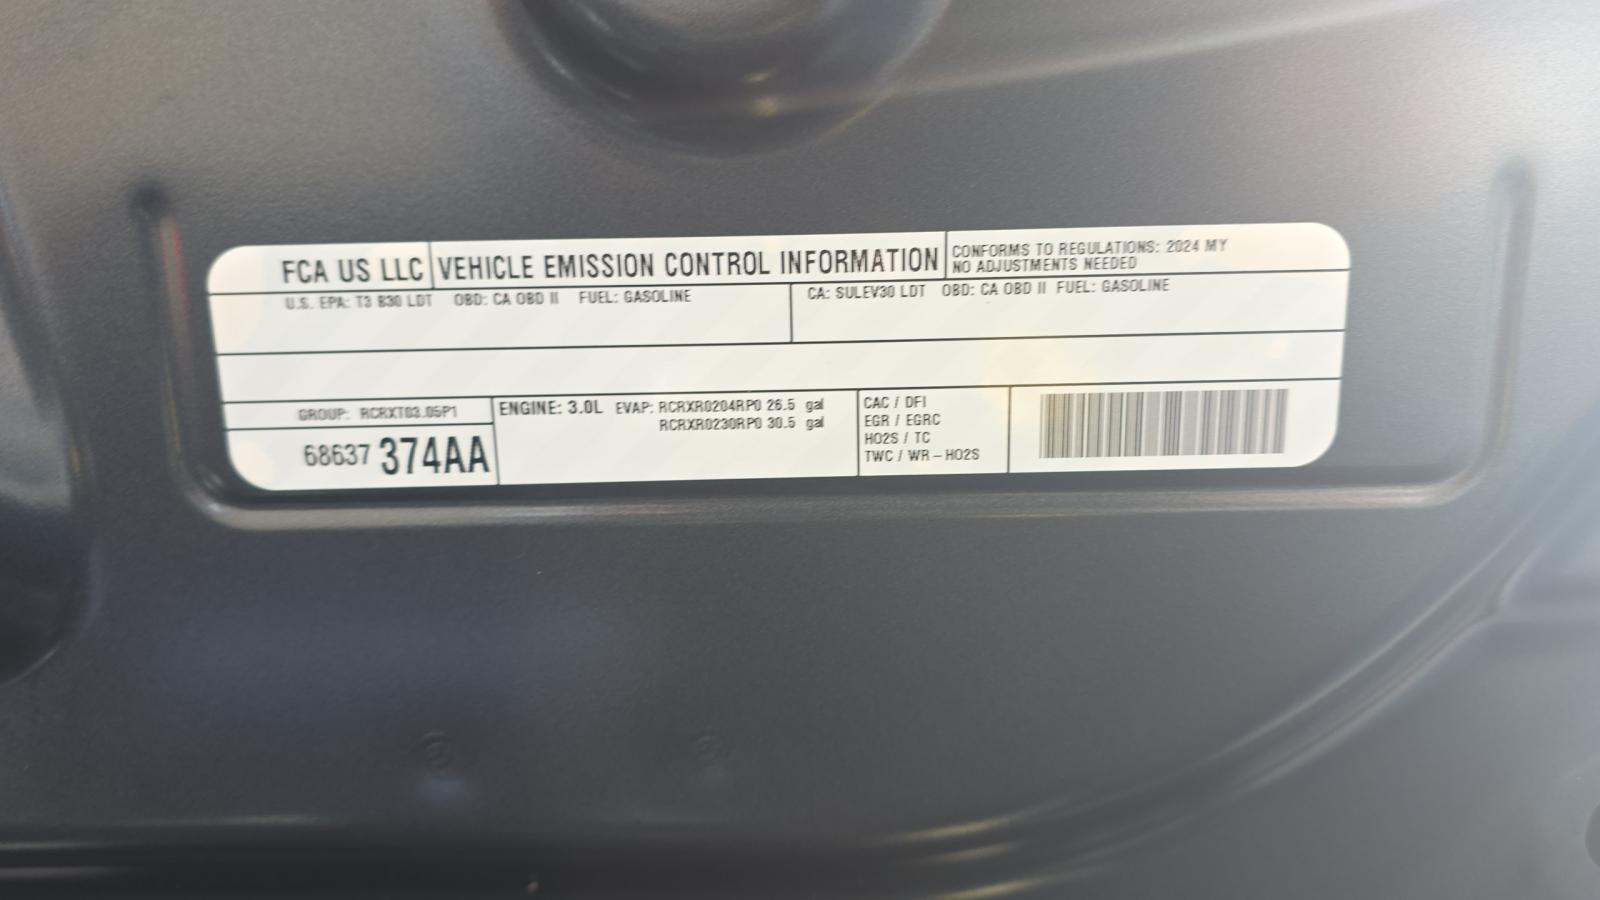 FCA US LLC VEHICLE EMISSION CONTROL INFORMATION CONFORMS TO REGULATIONS: 2024 MY
NO ADJUSTMENTS NEEDED
U.S. EPA: T3 B30 LDT OBD: CA OBD II FUEL: GASOLINE
CA: SULEV30 LDT OBD: CA OBD II FUEL: GASOLINE
GROUP: RCRXT03.05P1
68637 374AA
ENGINE: 3.0L EVAP: RCRXR0204RP0 26.5 gal
RCRXR0230RP0 30.5 gal
CAC / DFI
EGR / EGRC
HO2S / TC
TWC / WR – HO2S